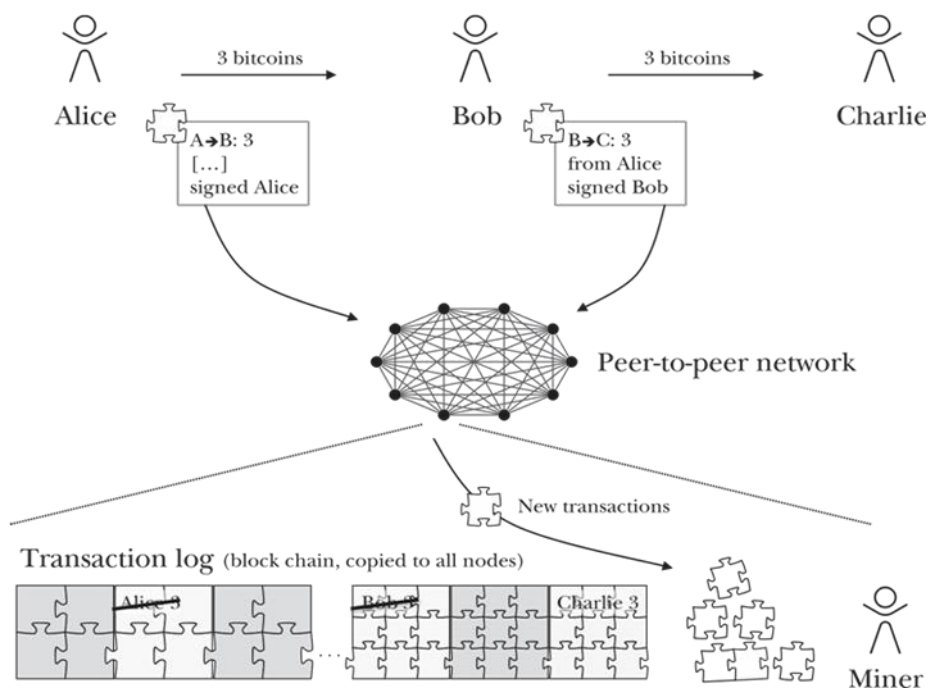 3 bitcoins
3 bitcoins
Alice
Bob
Charlie
A→B: 3
[…]
signed Alice
B→C: 3
from Alice
signed Bob
Peer-to-peer network
New transactions
Transaction log (block chain, copied to all nodes)
Alice 3
Bob 3
Charlie 3
...
Miner